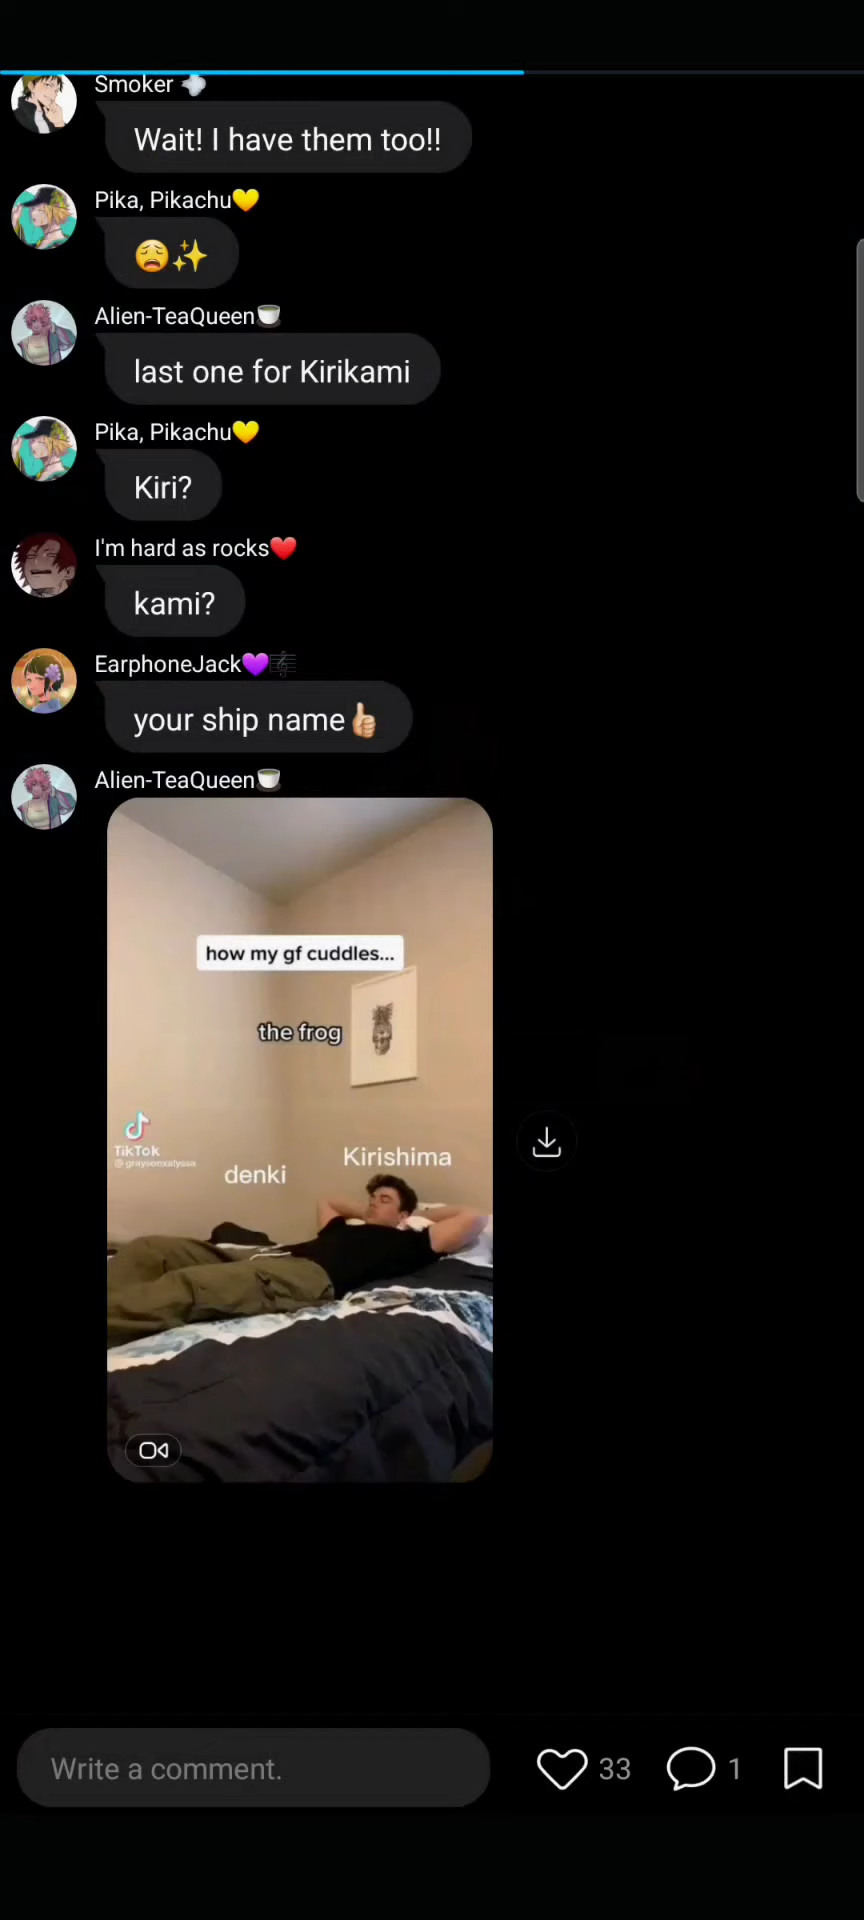 Smoker 💨
Wait! I have them too!!
Pika, Pikachu💛
😩✨
Alien-TeaQueen🍵
last one for Kirikami
Pika, Pikachu💛
Kiri?
I'm hard as rocks❤️
kami?
EarphoneJack💜🎼
your ship name👍🏼
Alien-TeaQueen🍵
how my gf cuddles...
the frog
TikTok
@graysonxalyssa
denki
Kirishima
Write a comment.
33
1